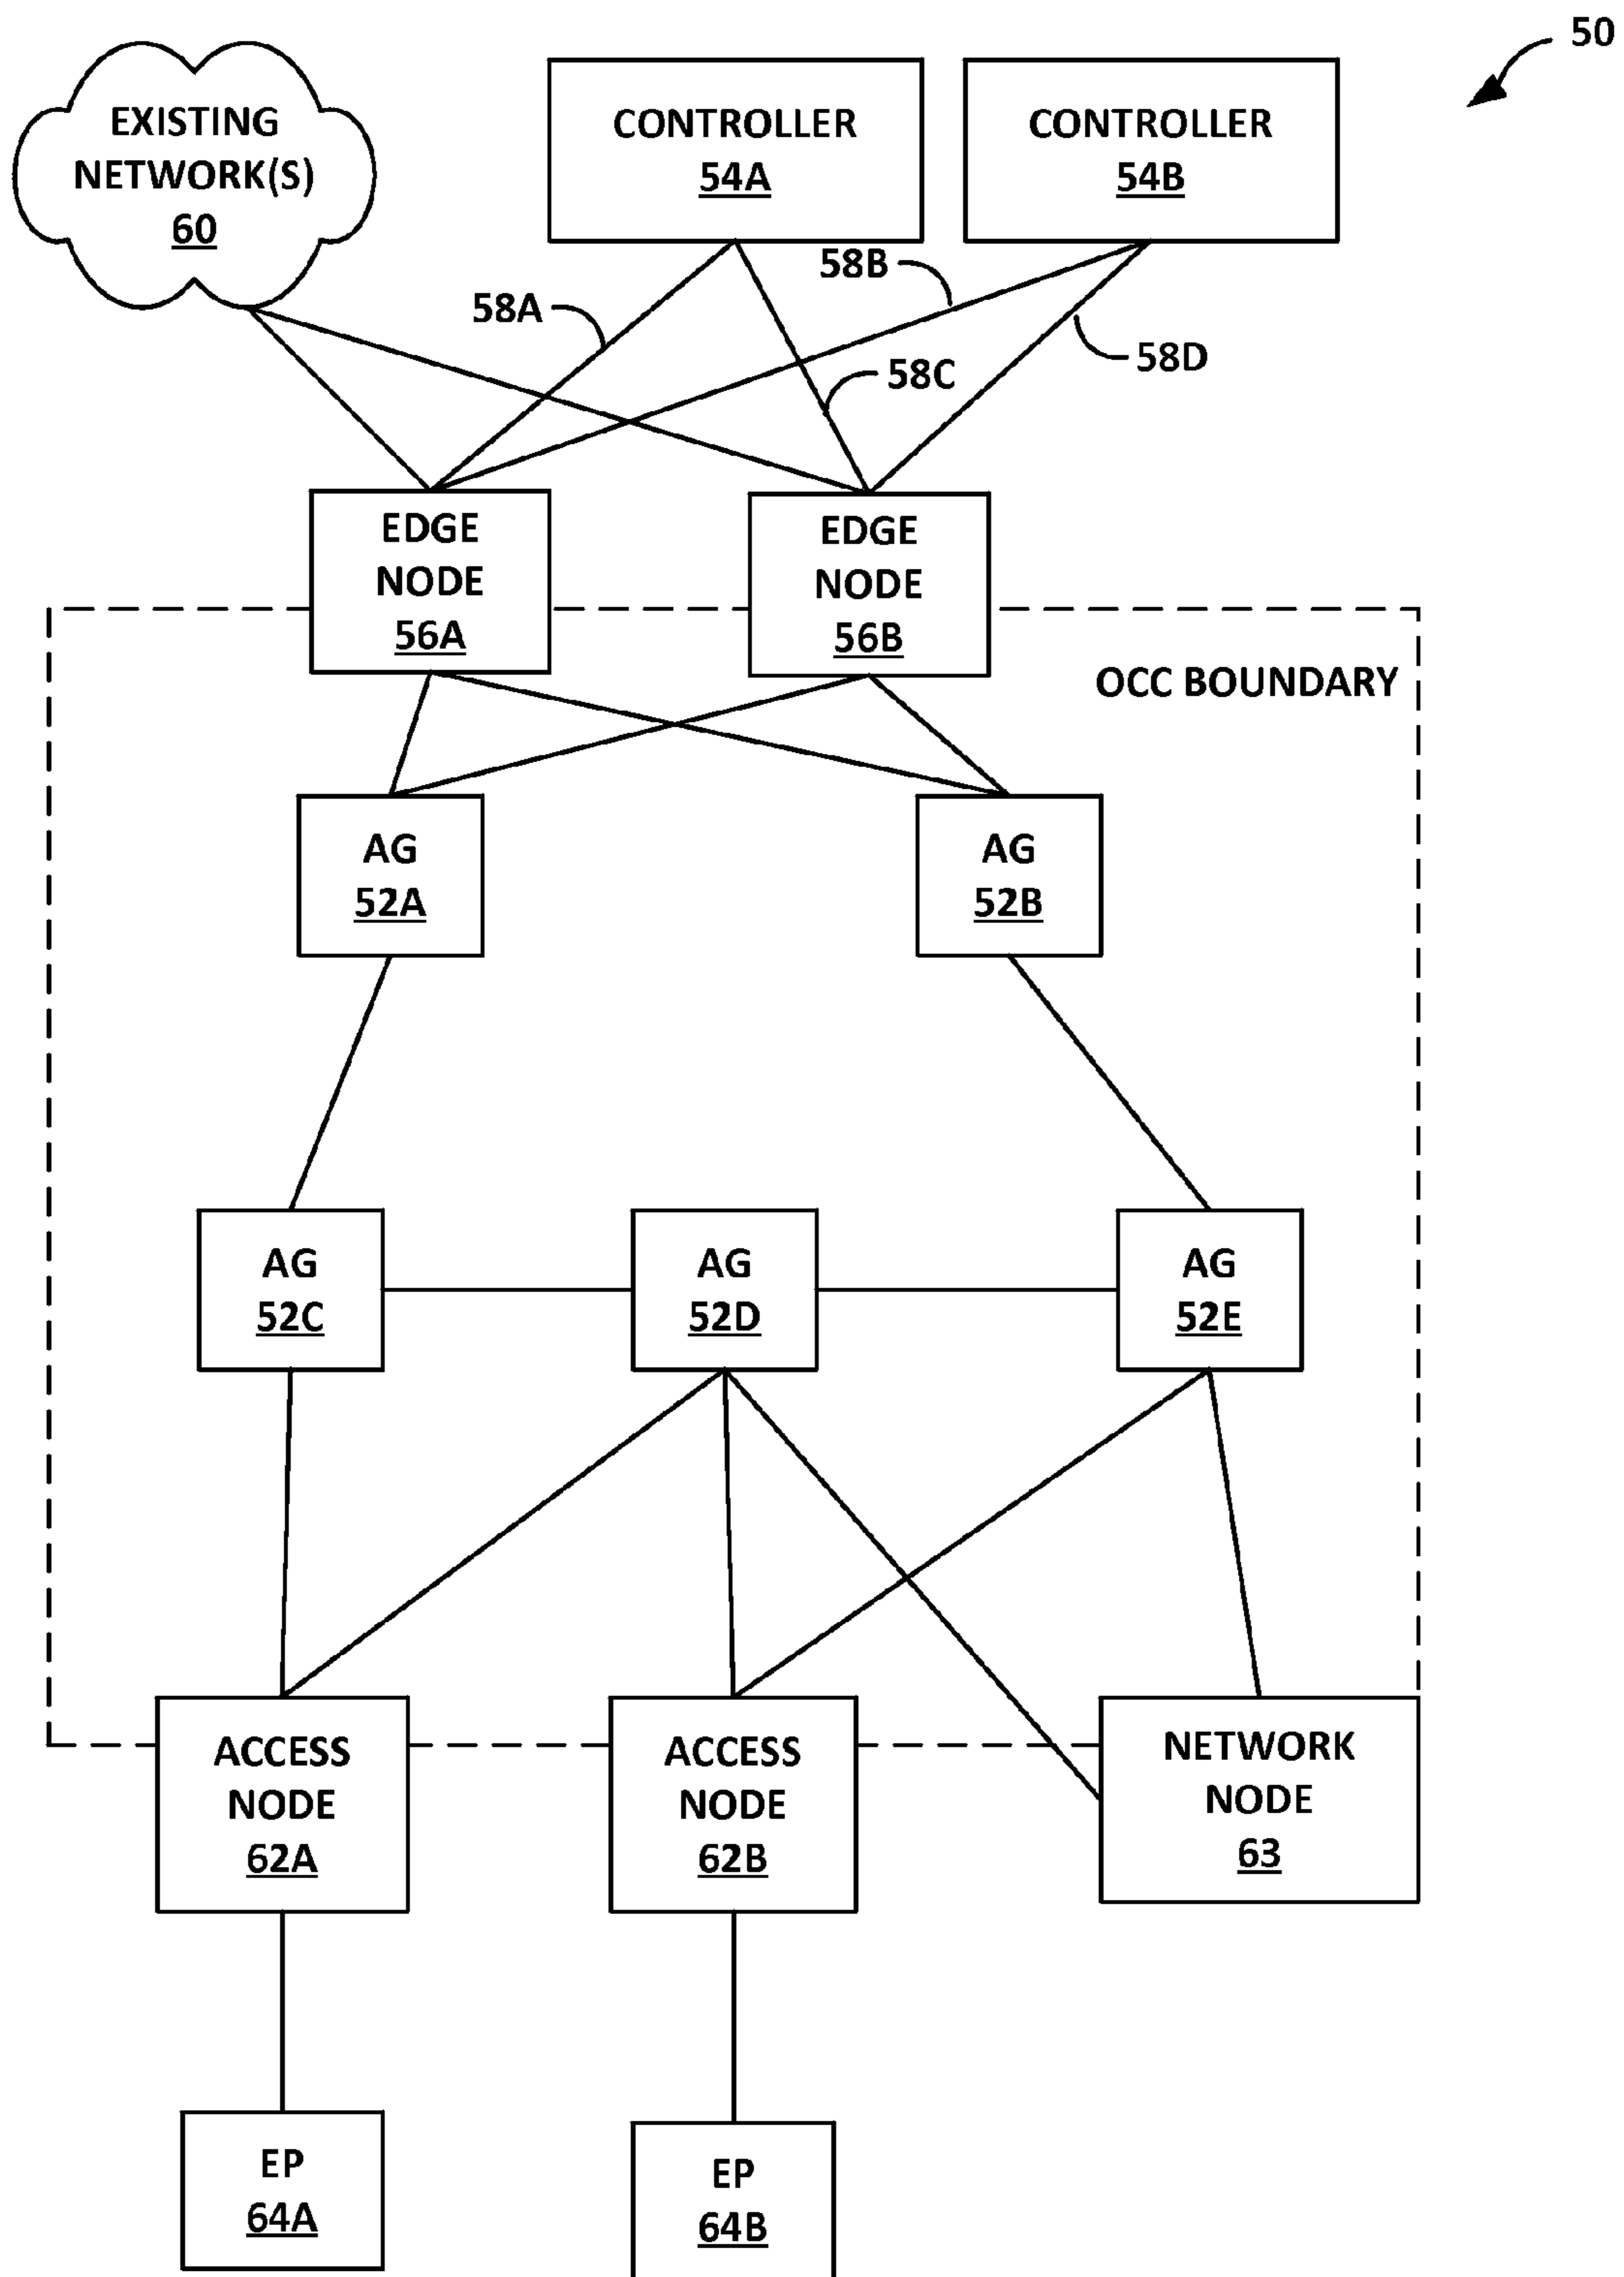 50
EXISTING
NETWORK(S)
60
CONTROLLER
54A
CONTROLLER
54B
58A
58B
58C
58D
EDGE
NODE
56A
EDGE
NODE
56B
OCC BOUNDARY
AG
52A
AG
52B
AG
52C
AG
52D
AG
52E
ACCESS
NODE
62A
ACCESS
NODE
62B
NETWORK
NODE
63
EP
64A
EP
64B